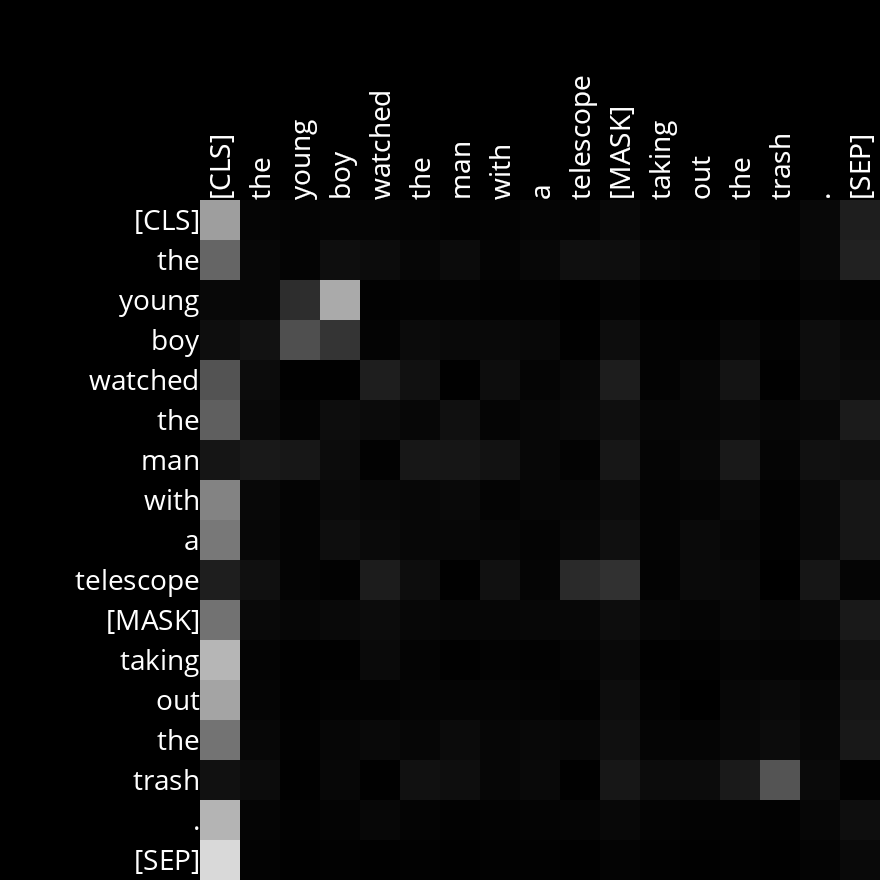 [CLS] the young boy watched the man with a telescope [MASK] taking out the trash . [SEP]
[CLS]
the
young
boy
watched
the
man
with
a
telescope
[MASK]
taking
out
the
trash
.
[SEP]